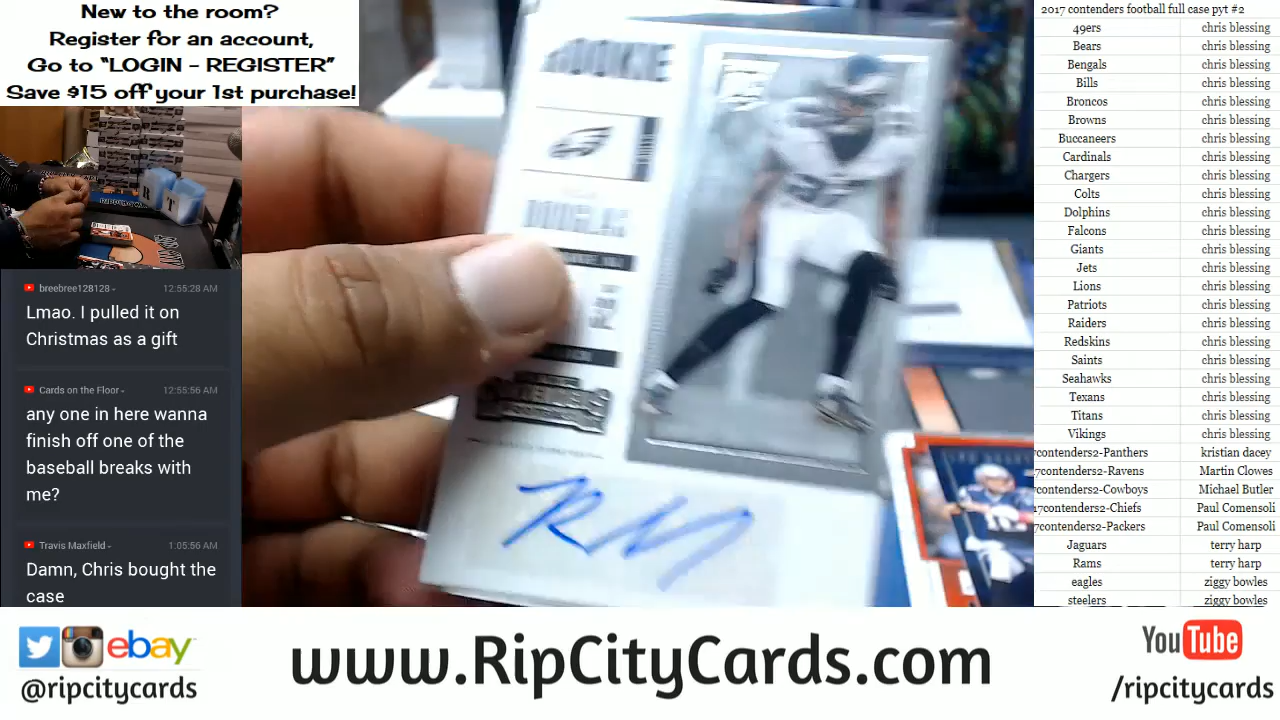 New to the room?
Register for an account,
Go to "LOGIN - REGISTER"
Save $15 off your 1st purchase!
breebree128128
12:55:28 AM
Lmao. I pulled it on
Christmas as a gift
Cards on the Floor
12:55:56 AM
any one in here wanna
finish off one of the
baseball breaks with
me?
Travis Maxfield
1:05:56 AM
Damn, Chris bought the
case
ROOKIE
DOUGLAS
2017 contenders football full case pyt #2
49ers chris blessing
Bears chris blessing
Bengals chris blessing
Bills chris blessing
Broncos chris blessing
Browns chris blessing
Buccaneers chris blessing
Cardinals chris blessing
Chargers chris blessing
Colts chris blessing
Dolphins chris blessing
Falcons chris blessing
Giants chris blessing
Jets chris blessing
Lions chris blessing
Patriots chris blessing
Raiders chris blessing
Redskins chris blessing
Saints chris blessing
Seahawks chris blessing
Texans chris blessing
Titans chris blessing
Vikings chris blessing
7contenders2-Panthers kristian dacey
7contenders2-Ravens Martin Clowes
7contenders2-Cowboys Michael Butler
17contenders2-Chiefs Paul Comensoli
7contenders2-Packers Paul Comensoli
Jaguars terry harp
Rams terry harp
eagles ziggy bowles
steelers ziggy bowles
ebay
@ripcitycards
www.RipCityCards.com
YouTube
/ripcitycards